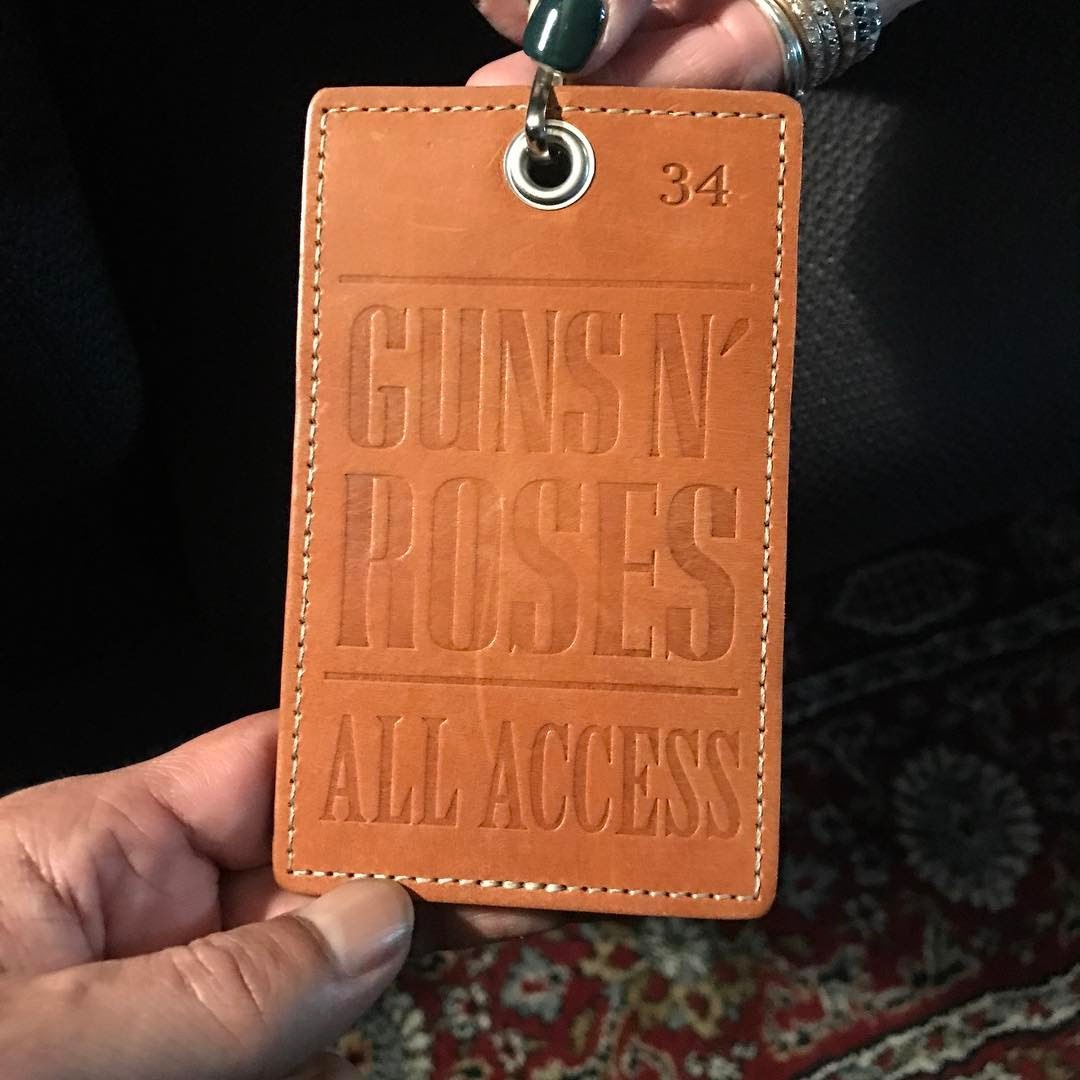 34
GUNS N'
ROSES
ALL ACCESS